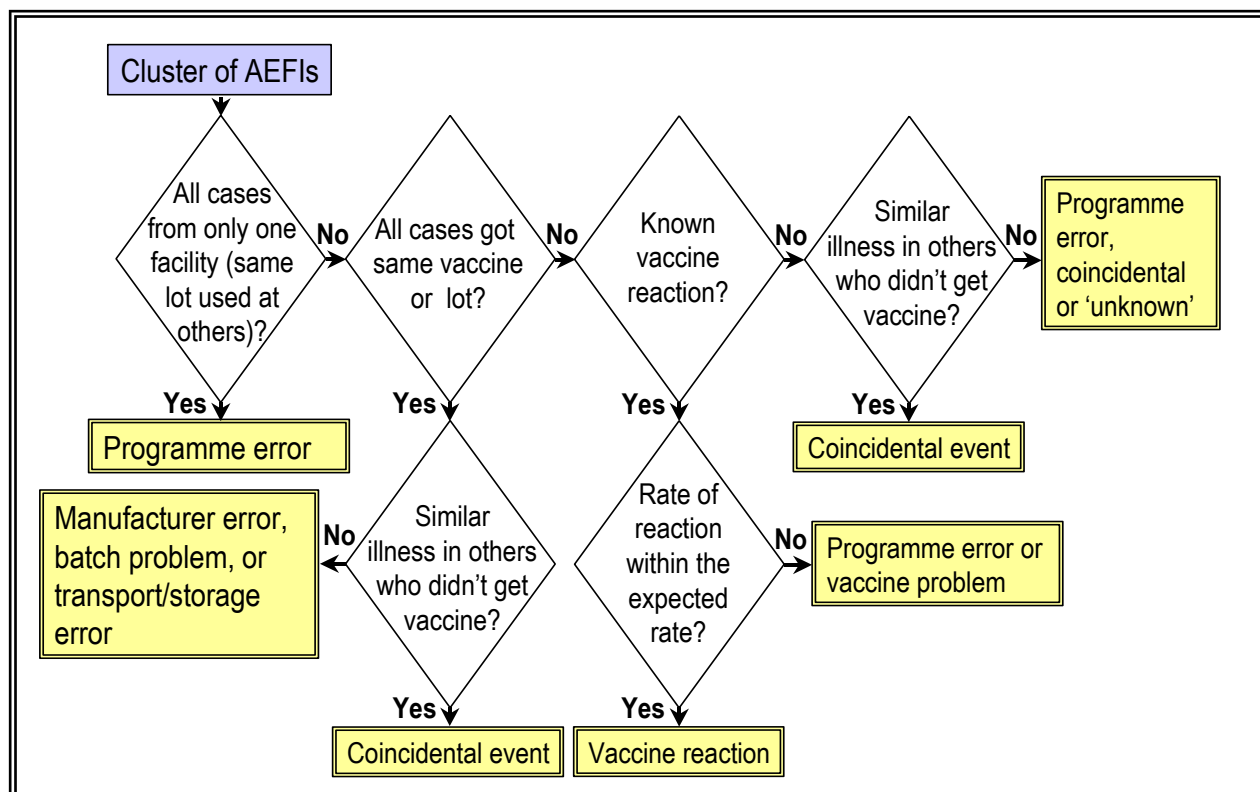 Cluster of AEFIs
All cases
from only one
facility (same
lot used at
others)?
No
Yes
Programme error
All cases got
same vaccine
or lot?
No
Yes
Similar
illness in others
who didn’t get
vaccine?
No
Manufacturer error,
batch problem, or
transport/storage
error
Yes
Coincidental event
Known
vaccine
reaction?
No
Yes
Rate of
reaction
within the
expected
rate?
No
Programme error or
vaccine problem
Yes
Vaccine reaction
Similar
illness in others
who didn’t get
vaccine?
No
Programme
error,
coincidental
or ‘unknown’
Yes
Coincidental event